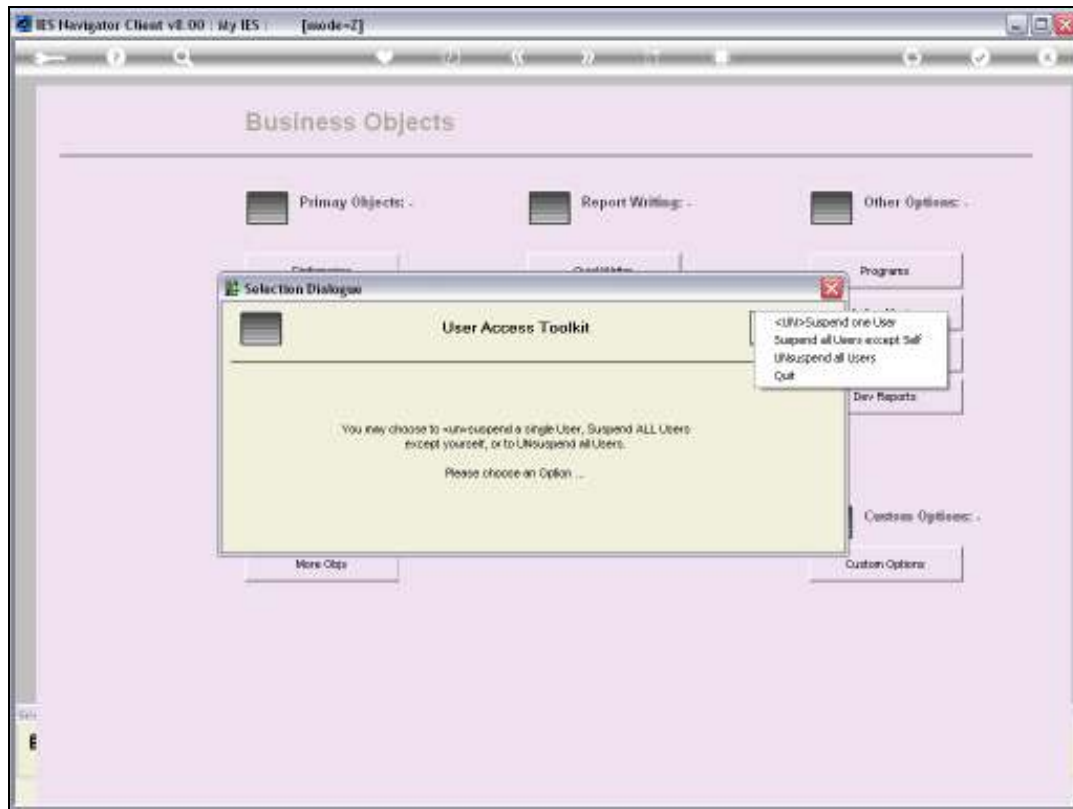 IES Navigator Client v8.00 : My IES : [mode=Z]
Business Objects
Primay Objects: -
Report Writing: -
Other Options: -
Programs
Selection Dialogue
User Access Toolkit
<UN>Suspend one User
Suspend all Users except Self
UNsuspend all Users
Quit
Dev Reports
You may choose to <un>suspend a single User, Suspend ALL Users
except yourself, or to UNsuspend all Users.
Please choose an Option ...
Custom Options: -
More Objs
Custom Options